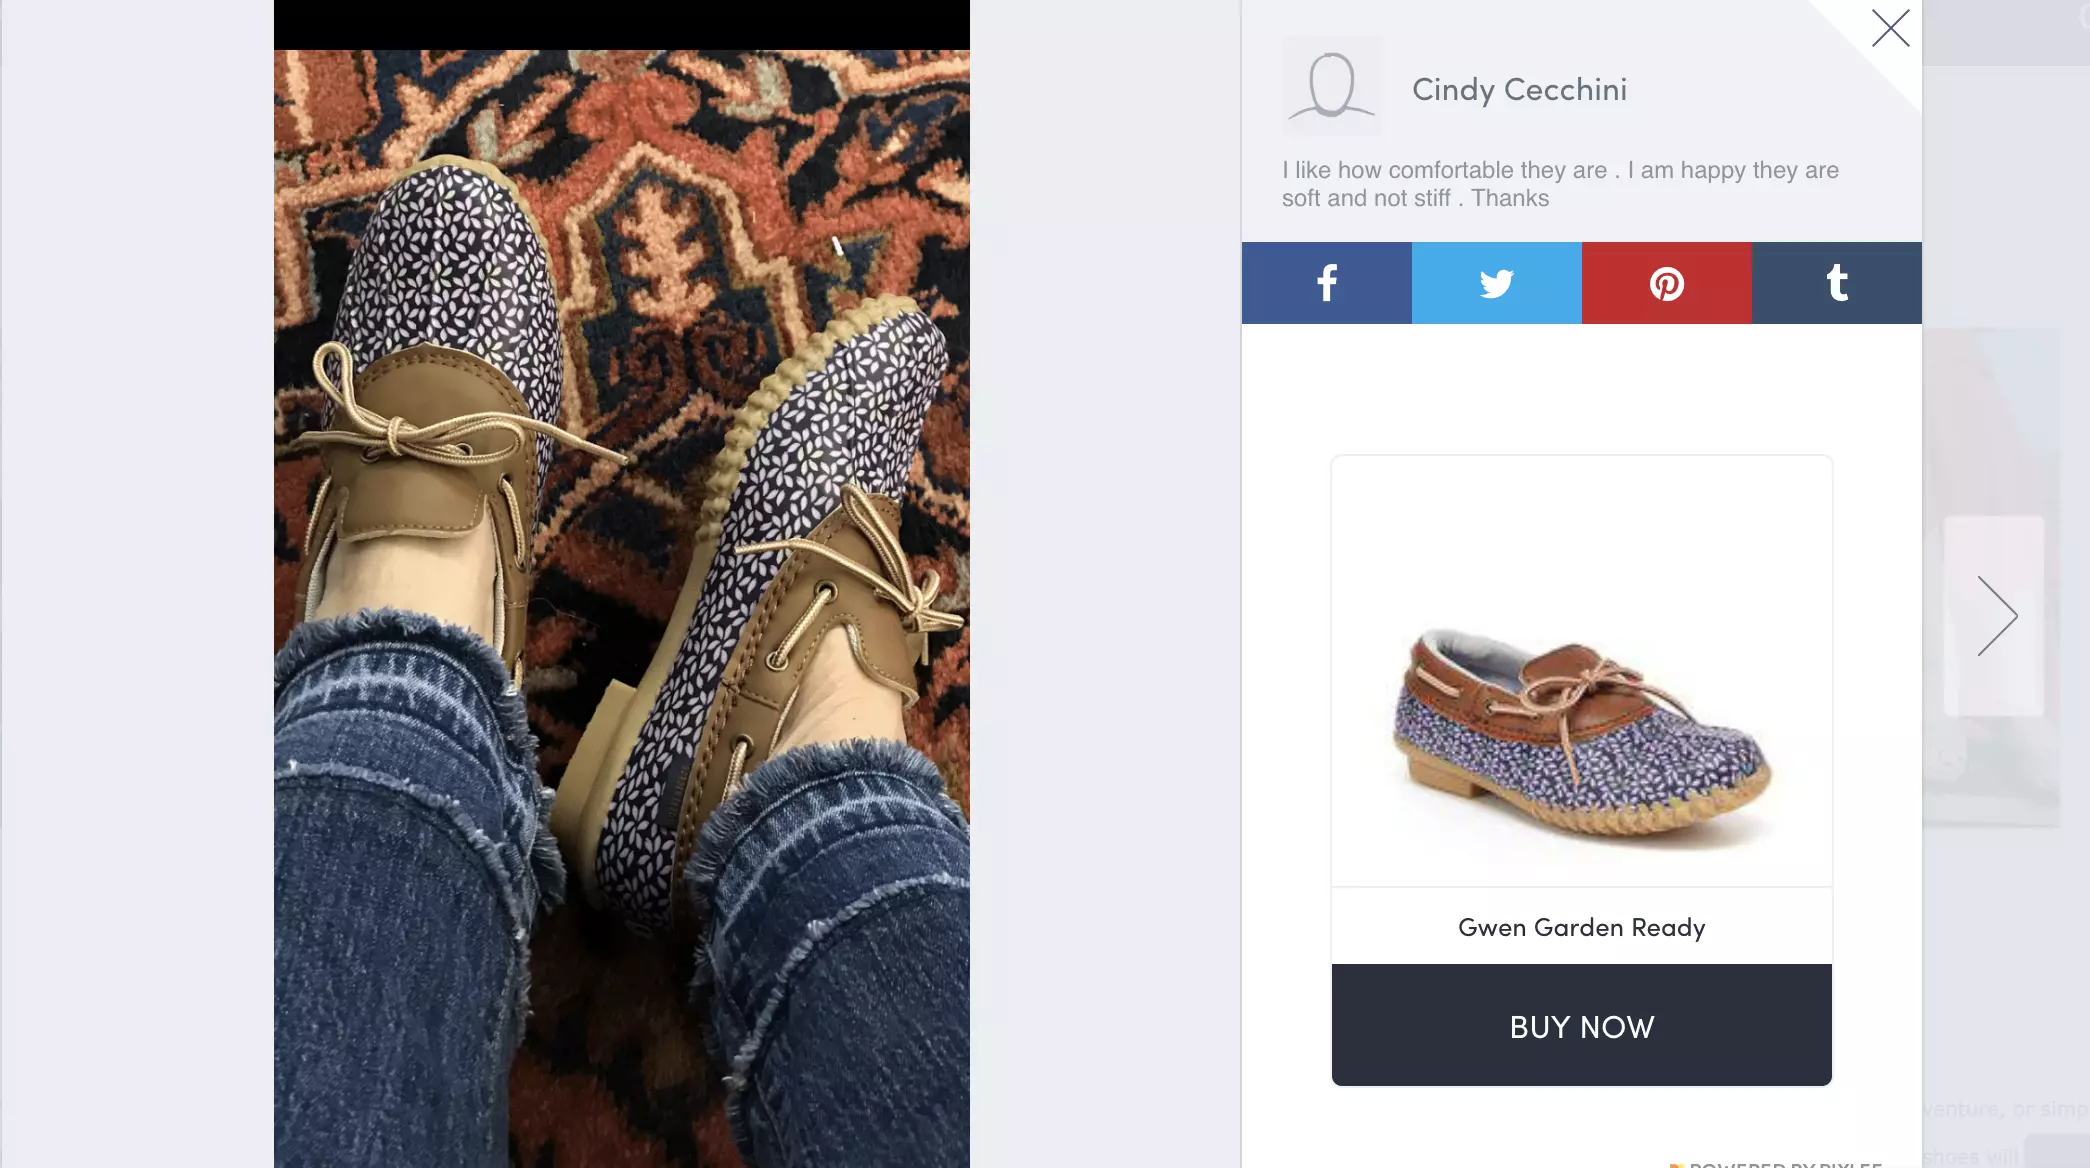 Cindy Cecchini
I like how comfortable they are . I am happy they are
soft and not stiff . Thanks
Gwen Garden Ready
BUY NOW
venture, or simp
shoes will
POWERED BY PIXLEE